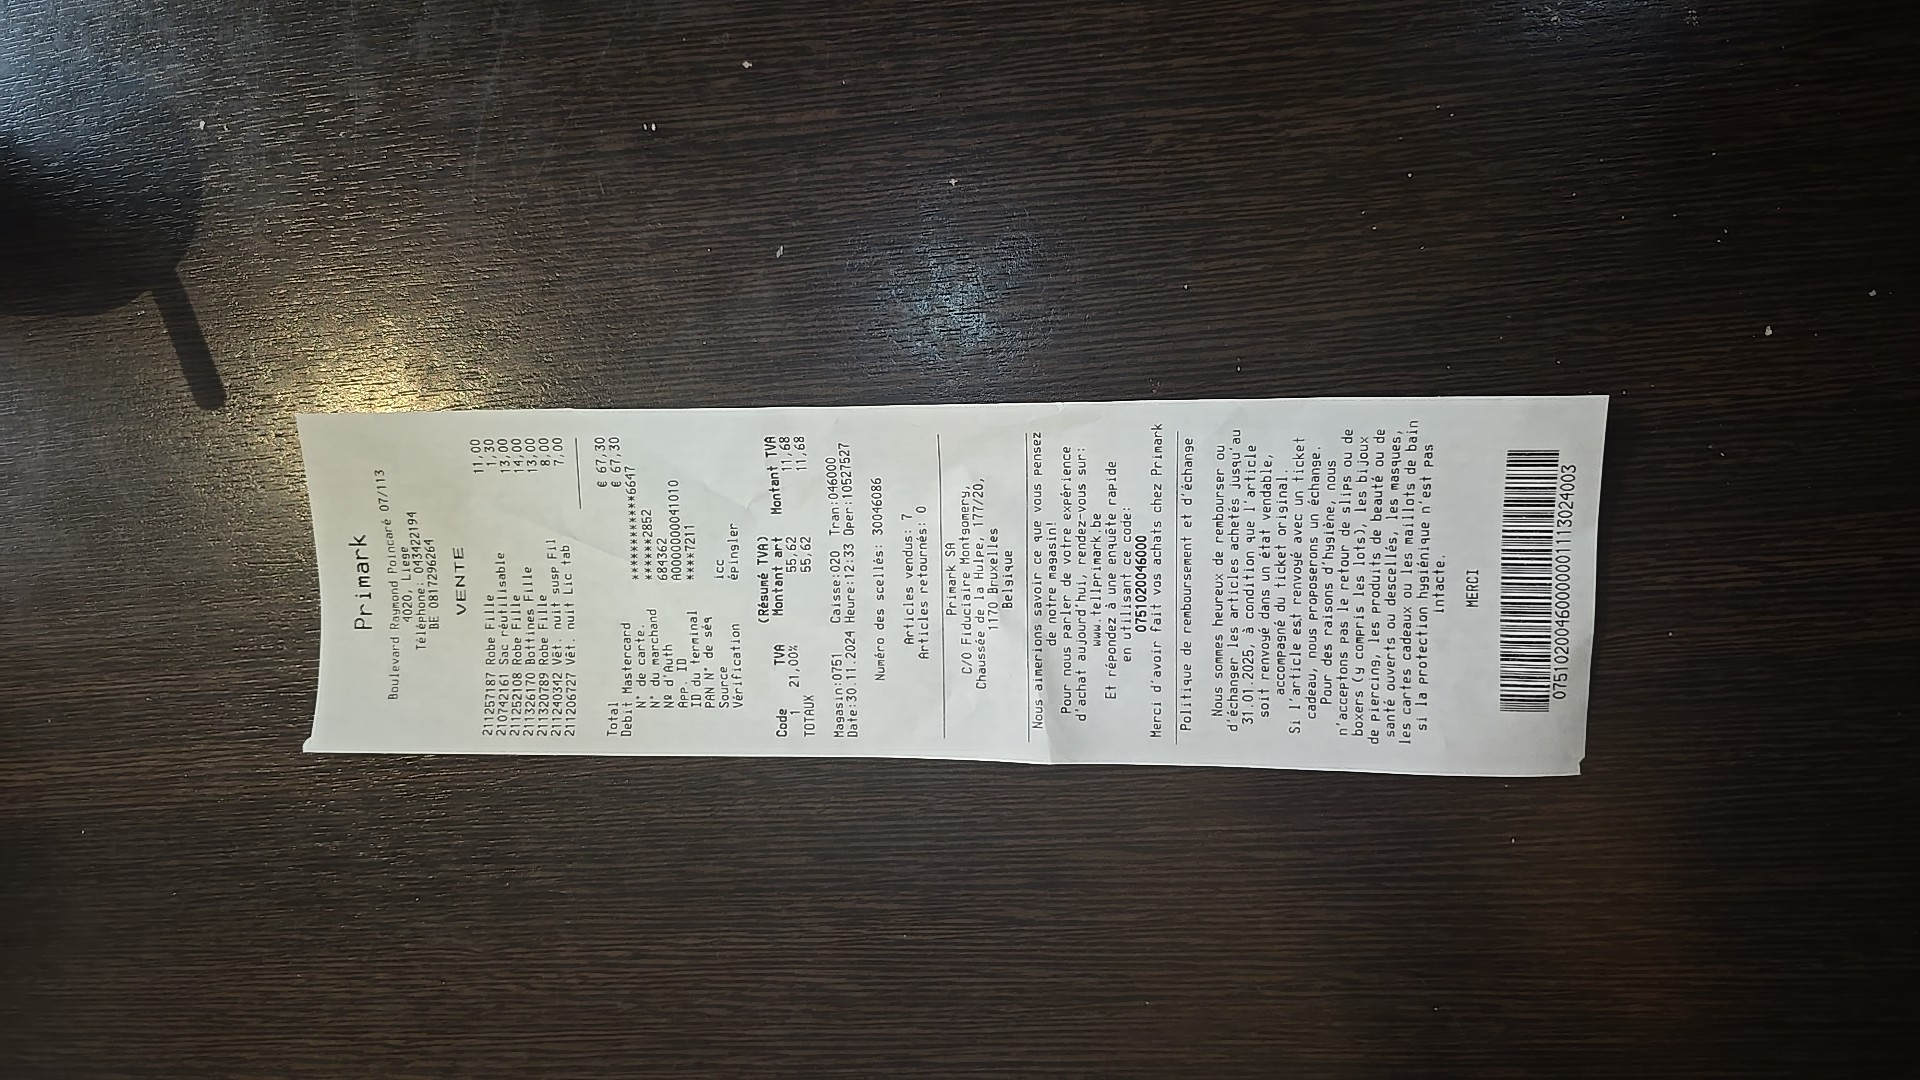 Primark
Boulevard Raymond Poincaré 07/113
4020, Liege
Téléphone: 043422194
BE 0817296264
VENTE
211257187 Robe Fille 11,00
210742161 Sac réutilisable 1,30
211252108 Robe Fille 13,00
211326170 Bottines Fille 14,00
211320789 Robe Fille 13,00
211240342 Vêt. nuit susp Fil 8,00
211206727 Vêt. nuit Lic tab 7,00
Total € 67,30
Debit Mastercard € 67,30
N° de carte. ************6647
N° du marchand ******2852
Nº d'Auth 684362
App. ID A0000000041010
ID du terminal ****7211
PAN N° de séq
Source icc
Vérification épingler
(Résumé TVA)
Code TVA Montant art Montant TVA
1 21,00% 55,62 11,68
TOTAUX 55,62 11,68
Magasin:0751 Caisse:020 Tran:046000
Date:30.11.2024 Heure:12:33 Oper:10527527
Numéro des scellés: 30046086
Articles vendus: 7
Articles retournés: 0
Primark SA
C/O Fiduciaire Montgomery,
Chaussée de la Hulpe, 177/20,
1170 Bruxelles
Belgique
Nous aimerions savoir ce que vous pensez
de notre magasin!
Pour nous parler de votre expérience
d'achat aujourd'hui, rendez-vous sur:
www.tellprimark.be
Et répondez à une enquête rapide
en utilisant ce code:
0751020046000
Merci d'avoir fait vos achats chez Primark
Politique de remboursement et d'échange
Nous sommes heureux de rembourser ou
d'échanger les articles achetés jusqu'au
31.01.2025, à condition que l'article
soit renvoyé dans un état vendable,
accompagné du ticket original.
Si l'article est renvoyé avec un ticket
cadeau, nous proposerons un échange.
Pour des raisons d'hygiène, nous
n'acceptons pas le retour de slips ou de
boxers (y compris les lots), les bijoux
de piercing, les produits de beauté ou de
santé ouverts ou descellés, les masques,
les cartes cadeaux ou les maillots de bain
si la protection hygiénique n'est pas
intacte.
MERCI
07510200460000001113024003